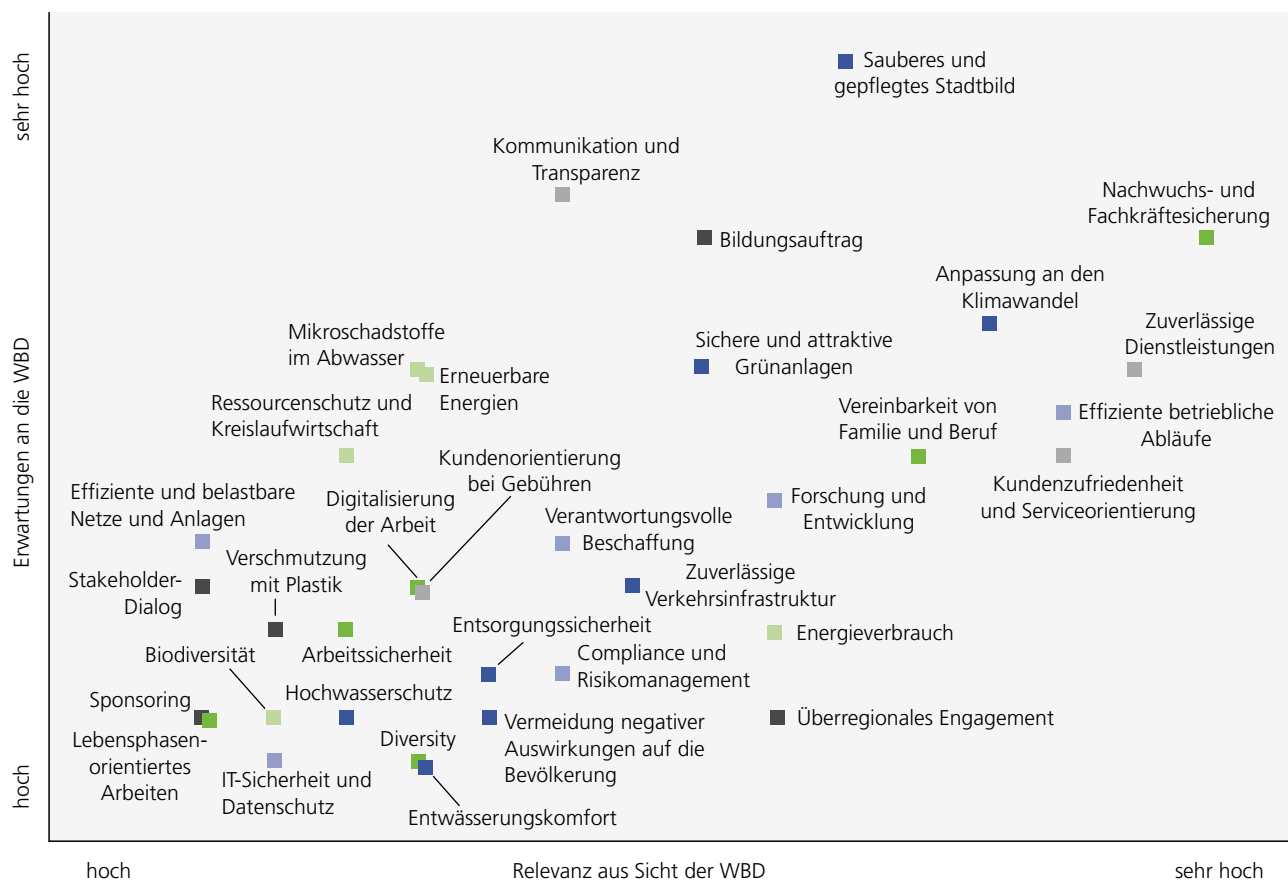 sehr hoch
Erwartungen an die WBD
hoch
Sauberes und
gepflegtes Stadtbild
Kommunikation und
Transparenz
Nachwuchs- und
Fachkräftesicherung
Bildungsauftrag
Anpassung an den
Klimawandel
Zuverlässige
Dienstleistungen
Mikroschadstoffe
im Abwasser
Sichere und attraktive
Grünanlagen
Erneuerbare
Energien
Ressourcenschutz und
Kreislaufwirtschaft
Vereinbarkeit von
Familie und Beruf
Effiziente betriebliche
Abläufe
Kundenorientierung
bei Gebühren
Kundenzufriedenheit
und Serviceorientierung
Effiziente und belastbare
Netze und Anlagen
Digitalisierung
der Arbeit
Forschung und
Entwicklung
Verantwortungsvolle
Beschaffung
Verschmutzung
mit Plastik
Stakeholder-
Dialog
Zuverlässige
Verkehrsinfrastruktur
Entsorgungssicherheit
Energieverbrauch
Biodiversität
Arbeitssicherheit
Compliance und
Risikomanagement
Sponsoring
Hochwasserschutz
Vermeidung negativer
Auswirkungen auf die
Bevölkerung
Überregionales Engagement
Lebensphasen-
orientiertes
Arbeiten
Diversity
IT-Sicherheit und
Datenschutz
Entwässerungskomfort
hoch
Relevanz aus Sicht der WBD
sehr hoch